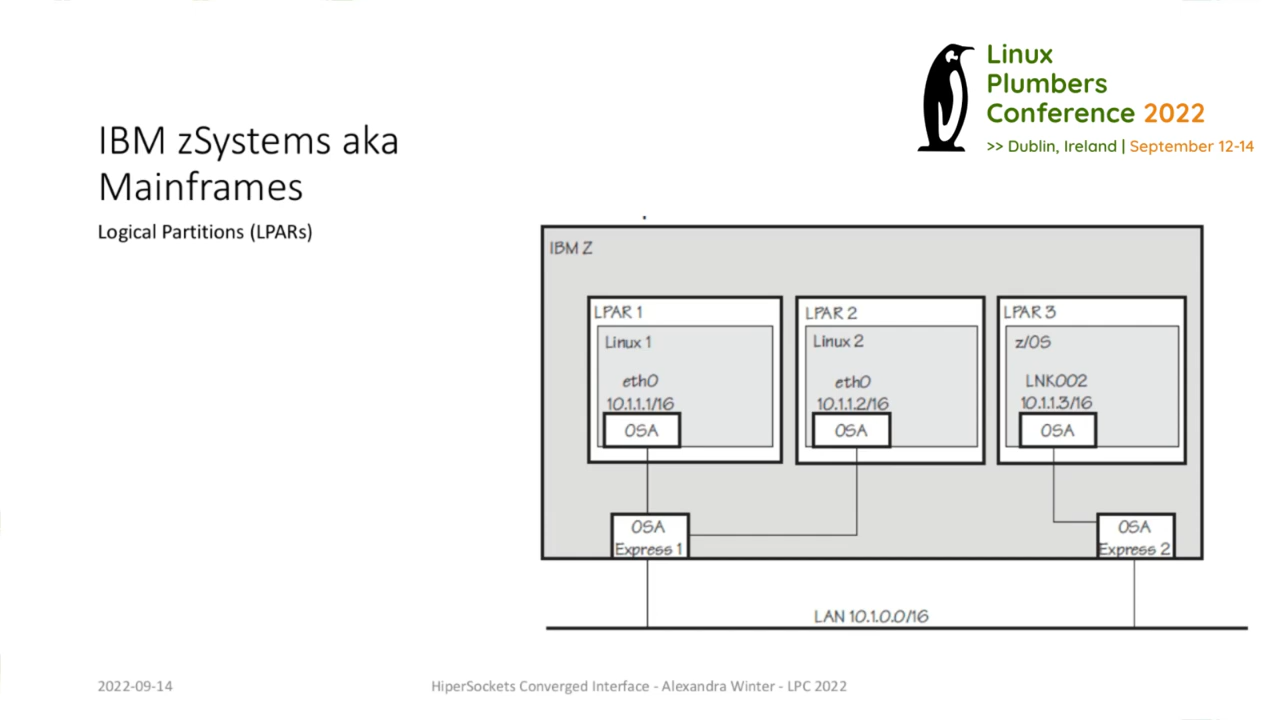 Linux
Plumbers
Conference 2022
>> Dublin, Ireland | September 12-14
IBM zSystems aka
Mainframes
Logical Partitions (LPARs)
IBM Z
LPAR 1
Linux 1
eth0
10.1.1.1/16
OSA
LPAR 2
Linux 2
eth0
10.1.1.2/16
OSA
LPAR 3
z/OS
LNK002
10.1.1.3/16
OSA
OSA
Express 1
OSA
Express 2
LAN 10.1.0.0/16
2022-09-14
HiperSockets Converged Interface - Alexandra Winter - LPC 2022